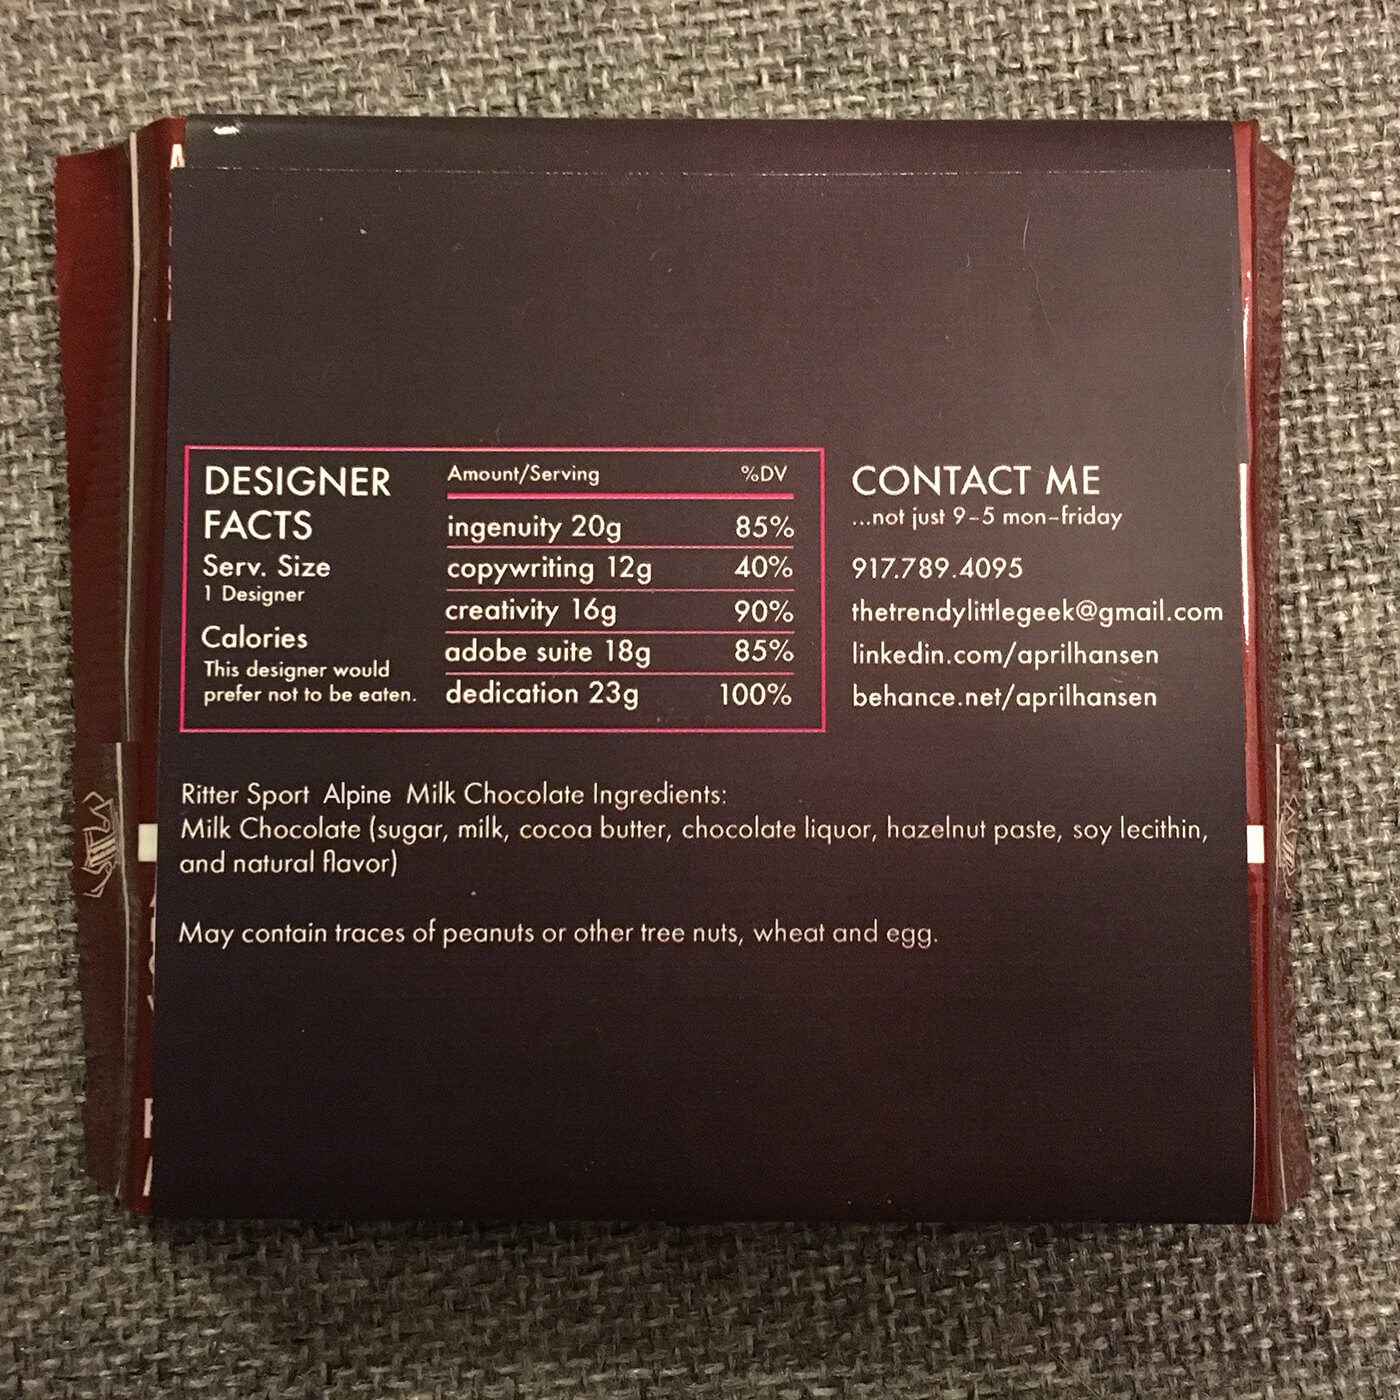 DESIGNER
FACTS
Serv. Size
1 Designer
Calories
This designer would
prefer not to be eaten.
Amount/Serving %DV
ingenuity 20g 85%
copywriting 12g 40%
creativity 16g 90%
adobe suite 18g 85%
dedication 23g 100%
CONTACT ME
...not just 9-5 mon-friday
917.789.4095
thetrendylittlegeek@gmail.com
linkedin.com/aprilhansen
behance.net/aprilhansen
Ritter Sport Alpine Milk Chocolate Ingredients:
Milk Chocolate (sugar, milk, cocoa butter, chocolate liquor, hazelnut paste, soy lecithin,
and natural flavor)
May contain traces of peanuts or other tree nuts, wheat and egg.